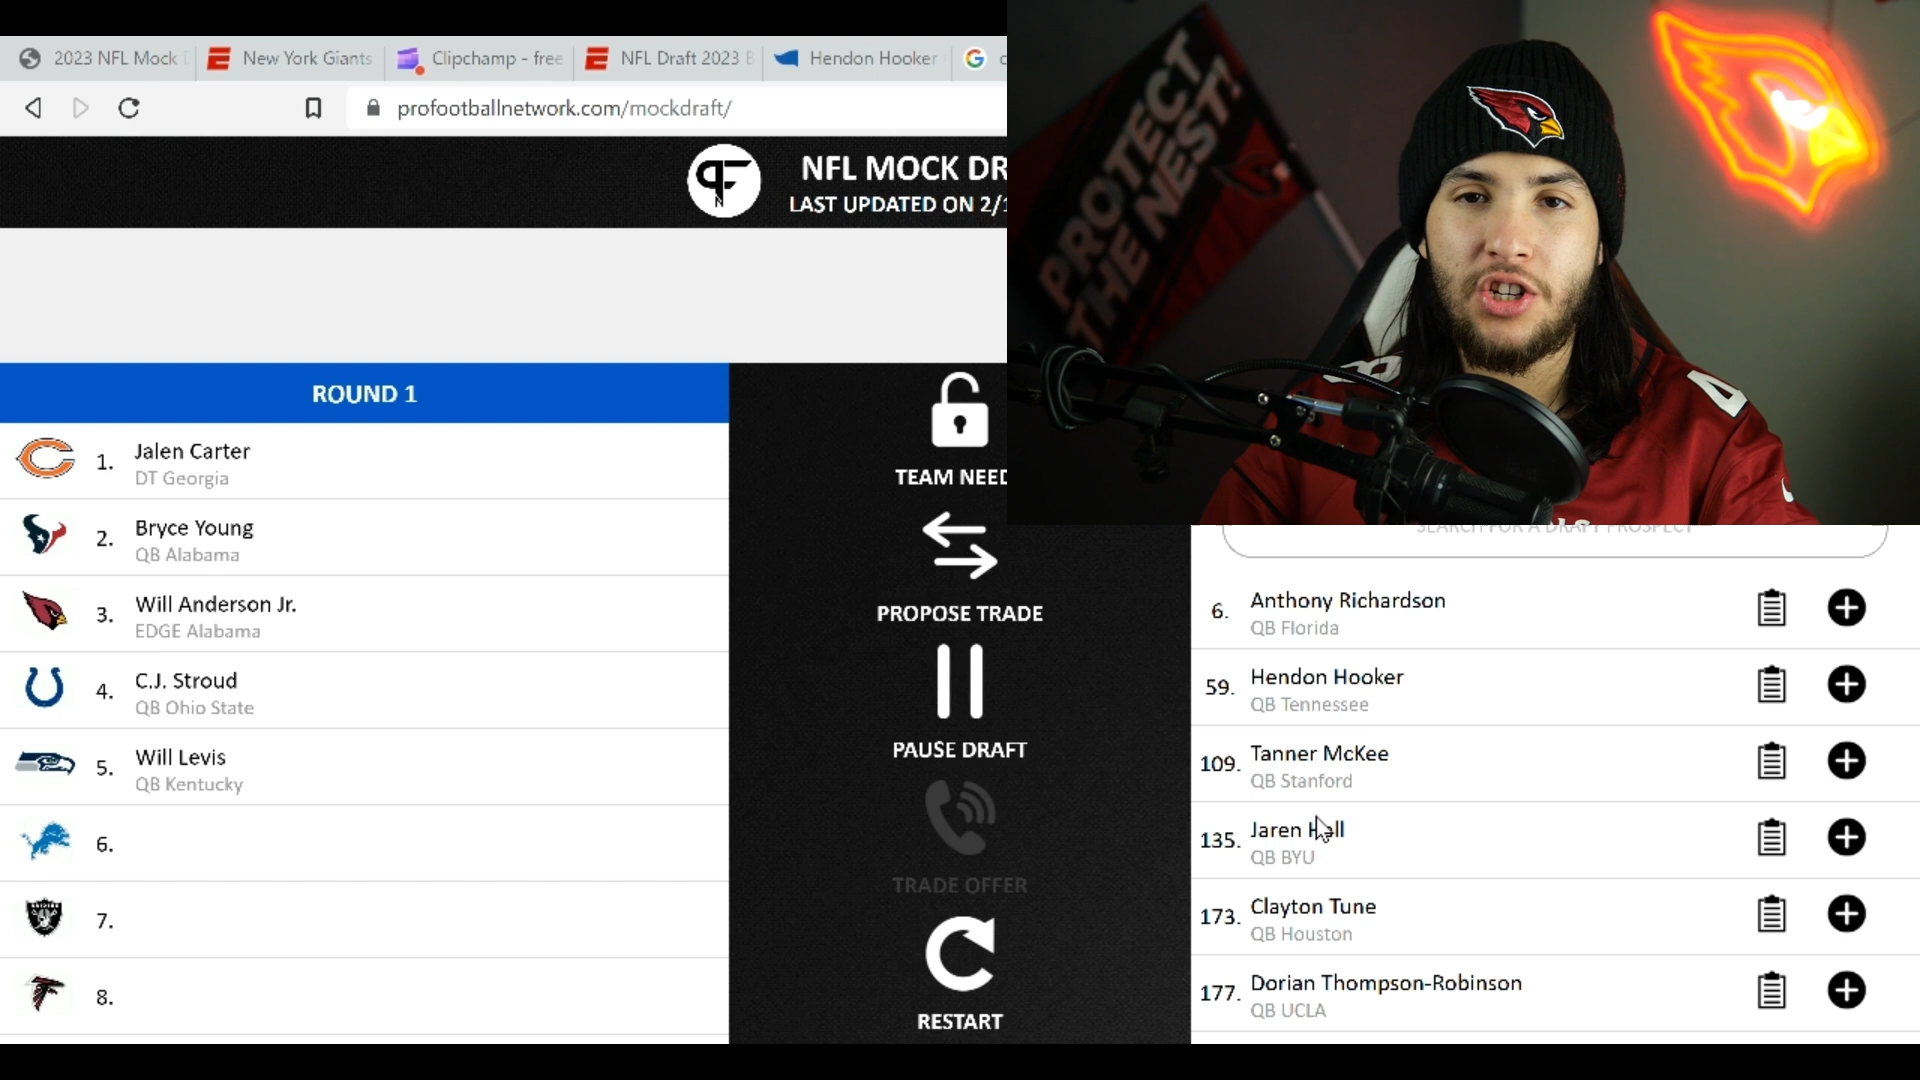 2023 NFL Mock
New York Giants
Clipchamp - free
NFL Draft 2023 B
Hendon Hooker
profootballnetwork.com/mockdraft/
NFL MOCK DR
LAST UPDATED ON 2/1
PROTECT
THE NEST!
ROUND 1
1. Jalen Carter
DT Georgia
2. Bryce Young
QB Alabama
3. Will Anderson Jr.
EDGE Alabama
4. C.J. Stroud
QB Ohio State
5. Will Levis
QB Kentucky
6.
7.
8.
TEAM NEED
PROPOSE TRADE
PAUSE DRAFT
TRADE OFFER
RESTART
SEARCH FOR A DRAFT PROSPECT
6. Anthony Richardson
QB Florida
59. Hendon Hooker
QB Tennessee
109. Tanner McKee
QB Stanford
135. Jaren Hall
QB BYU
173. Clayton Tune
QB Houston
177. Dorian Thompson-Robinson
QB UCLA